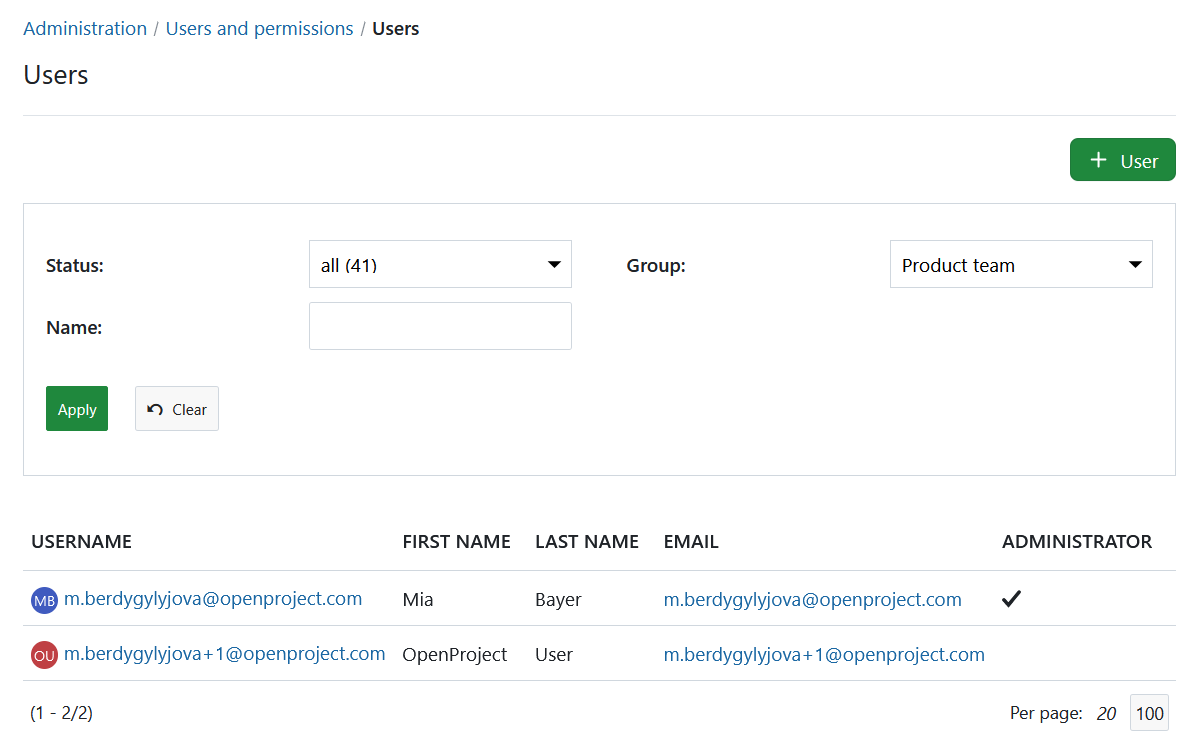 Administration / Users and permissions / Users
Users
+ User
Status: all (41) Group: Product team
Name:
Apply Clear
USERNAME FIRST NAME LAST NAME EMAIL ADMINISTRATOR
MB m.berdygylyjova@openproject.com Mia Bayer m.berdygylyjova@openproject.com ✔
OU m.berdygylyjova+1@openproject.com OpenProject User m.berdygylyjova+1@openproject.com
(1 - 2/2) Per page: 20 100